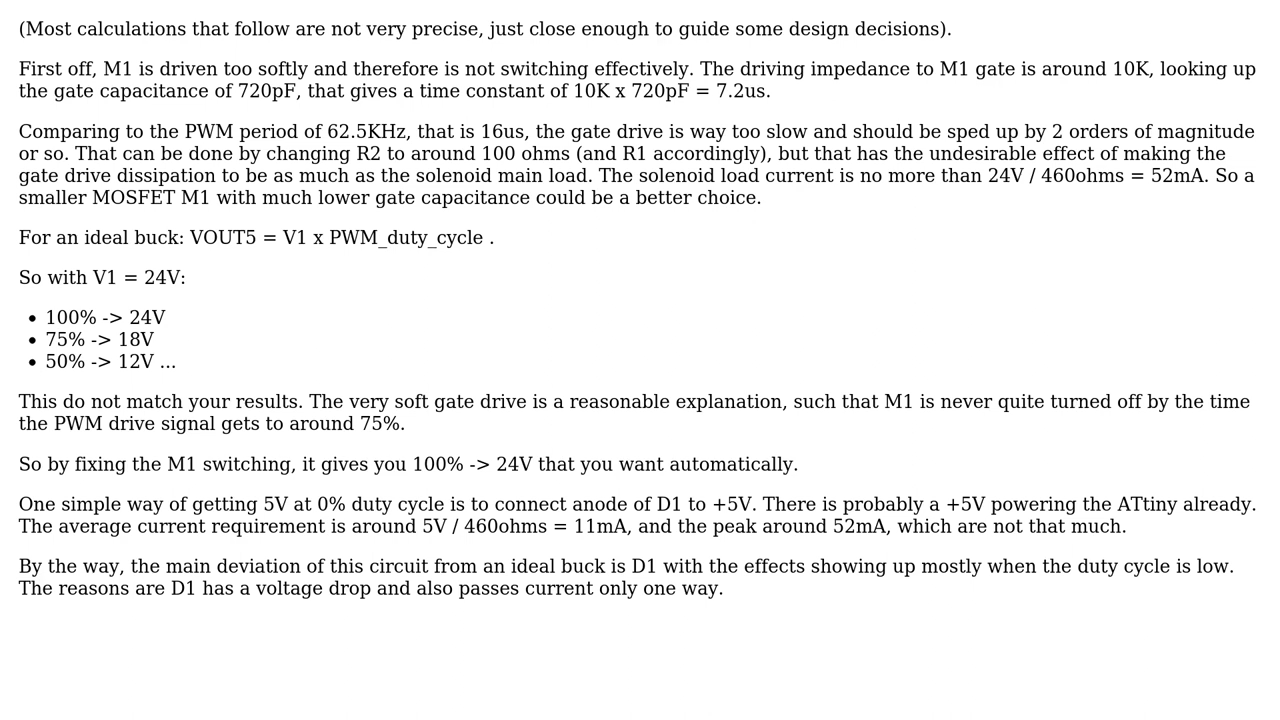 (Most calculations that follow are not very precise, just close enough to guide some design decisions).
First off, M1 is driven too softly and therefore is not switching effectively. The driving impedance to M1 gate is around 10K, looking up
the gate capacitance of 720pF, that gives a time constant of 10K x 720pF = 7.2us.
Comparing to the PWM period of 62.5KHz, that is 16us, the gate drive is way too slow and should be sped up by 2 orders of magnitude
or so. That can be done by changing R2 to around 100 ohms (and R1 accordingly), but that has the undesirable effect of making the
gate drive dissipation to be as much as the solenoid main load. The solenoid load current is no more than 24V / 460ohms = 52mA. So a
smaller MOSFET M1 with much lower gate capacitance could be a better choice.
For an ideal buck: VOUT5 = V1 x PWM_duty_cycle .
So with V1 = 24V:
• 100% -> 24V
• 75% -> 18V
• 50% -> 12V ...
This do not match your results. The very soft gate drive is a reasonable explanation, such that M1 is never quite turned off by the time
the PWM drive signal gets to around 75%.
So by fixing the M1 switching, it gives you 100% -> 24V that you want automatically.
One simple way of getting 5V at 0% duty cycle is to connect anode of D1 to +5V. There is probably a +5V powering the ATtiny already.
The average current requirement is around 5V / 460ohms = 11mA, and the peak around 52mA, which are not that much.
By the way, the main deviation of this circuit from an ideal buck is D1 with the effects showing up mostly when the duty cycle is low.
The reasons are D1 has a voltage drop and also passes current only one way.